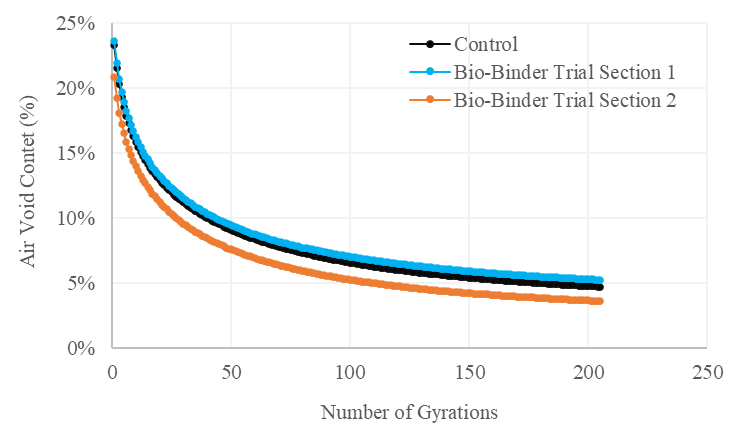 25%
20%
15%
10%
5%
0%
Air Void Contet (%)
Control
Bio-Binder Trial Section 1
Bio-Binder Trial Section 2
0 50 100 150 200 250
Number of Gyrations